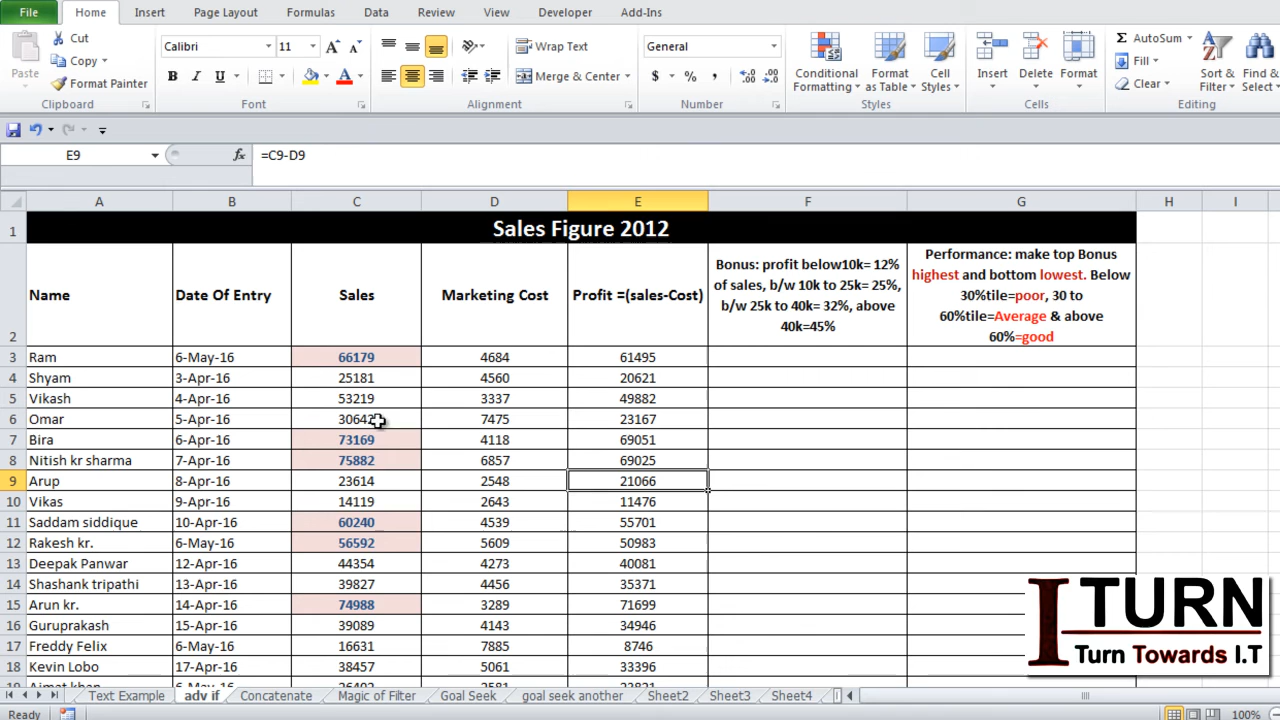 File Home Insert Page Layout Formulas Data Review View Developer Add-Ins
Cut
Copy
Format Painter
Paste
Clipboard
Calibri 11
B I U
Font
Wrap Text
Merge & Center
Alignment
General
$ % ,
Number
Conditional Formatting
Format as Table
Cell Styles
Styles
Insert
Delete
Format
Cells
AutoSum
Fill
Clear
Sort & Filter
Find & Select
Editing
E9 fx =C9-D9
A B C D E F G H I
1 Sales Figure 2012
2 Name Date Of Entry Sales Marketing Cost Profit =(sales-Cost)
Bonus: profit below10k= 12%
of sales, b/w 10k to 25k= 25%,
b/w 25k to 40k= 32%, above
40k=45%
Performance: make top Bonus
highest and bottom lowest. Below
30%tile=poor, 30 to
60%tile=Average & above
60%=good
3 Ram 6-May-16 66179 4684 61495
4 Shyam 3-Apr-16 25181 4560 20621
5 Vikash 4-Apr-16 53219 3337 49882
6 Omar 5-Apr-16 30642 7475 23167
7 Bira 6-Apr-16 73169 4118 69051
8 Nitish kr sharma 7-Apr-16 75882 6857 69025
9 Arup 8-Apr-16 23614 2548 21066
10 Vikas 9-Apr-16 14119 2643 11476
11 Saddam siddique 10-Apr-16 60240 4539 55701
12 Rakesh kr. 6-May-16 56592 5609 50983
13 Deepak Panwar 12-Apr-16 44354 4273 40081
14 Shashank tripathi 13-Apr-16 39827 4456 35371
15 Arun kr. 14-Apr-16 74988 3289 71699
16 Guruprakash 15-Apr-16 39089 4143 34946
17 Freddy Felix 6-May-16 16631 7885 8746
18 Kevin Lobo 17-Apr-16 38457 5061 33396
I TURN
Turn Towards I.T
Text Example adv if Concatenate Magic of Filter Goal Seek goal seek another Sheet2 Sheet3 Sheet4
Ready 100%